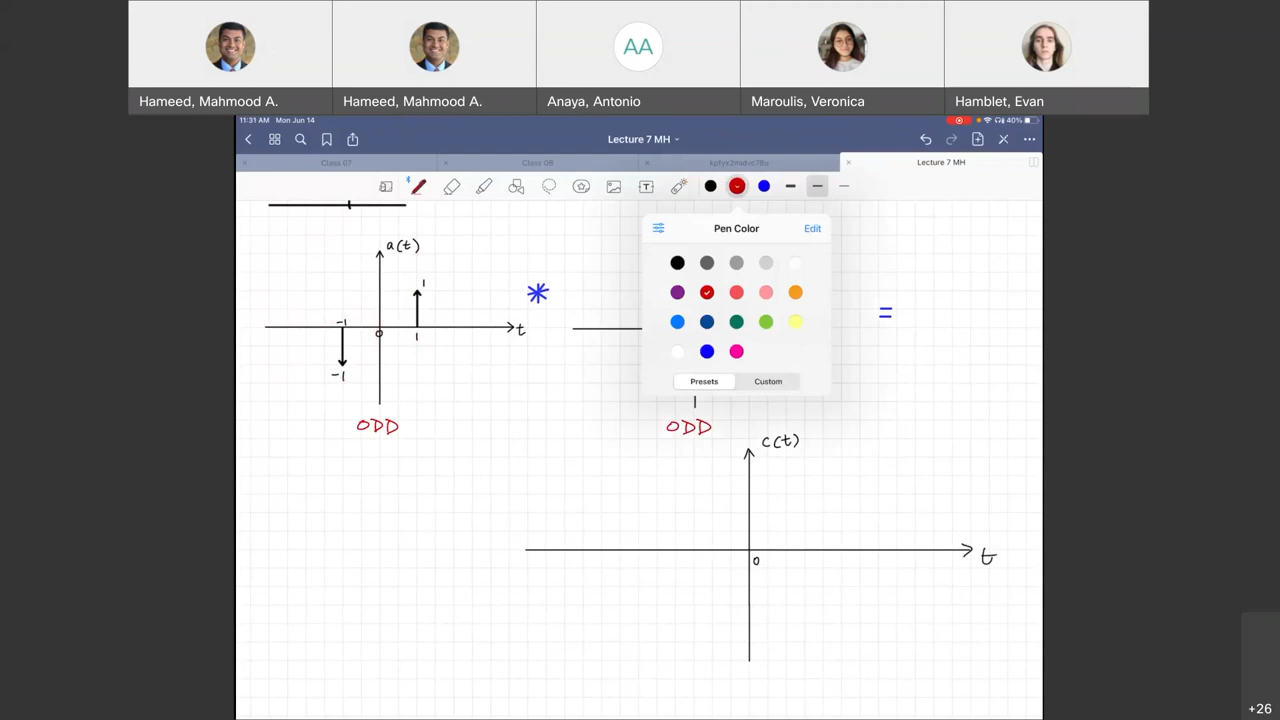 AA
Hameed, Mahmood A.
Hameed, Mahmood A.
Anaya, Antonio
Maroulis, Veronica
Hamblet, Evan
11:31 AM Mon Jun 14
40%
Lecture 7 MH
Class 07
Class 08
Lecture 7 MH
T
Pen Color
Edit
Presets
Custom
a(t)
1
-1
0
1
t
-1
ODD
*
=
ODD
c(t)
0
t
+26